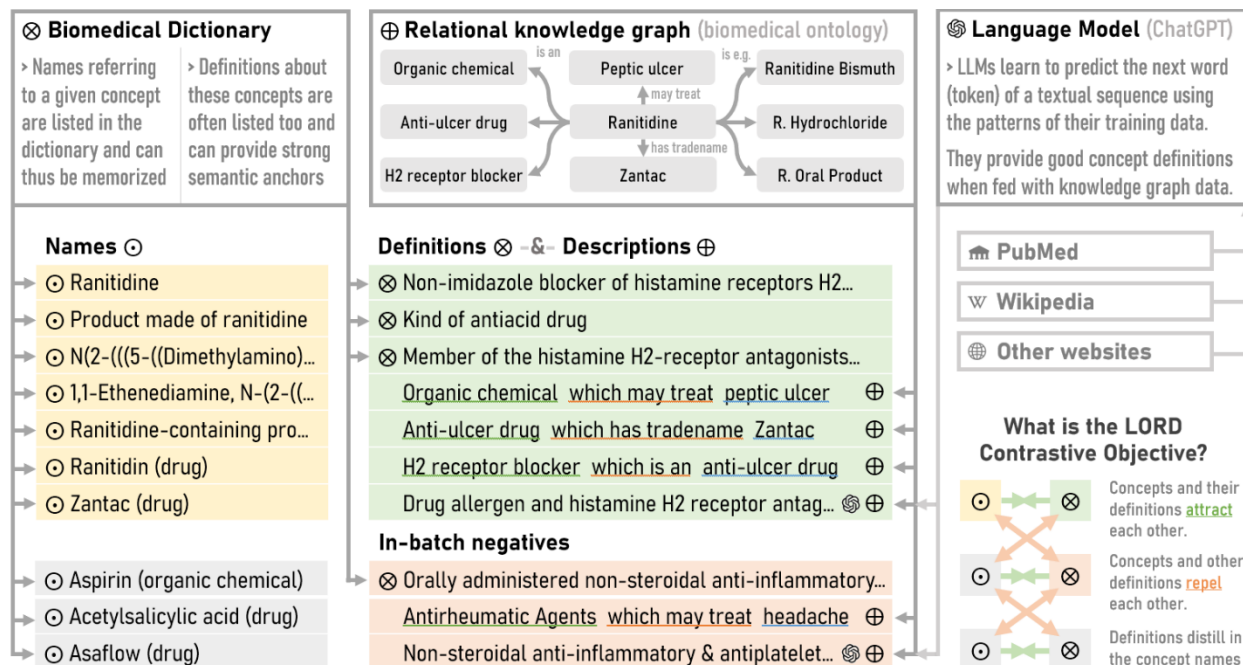 ⊗ Biomedical Dictionary
> Names referring
to a given concept
are listed in the
dictionary and can
thus be memorized
> Definitions about
these concepts are
often listed too and
can provide strong
semantic anchors
⊕ Relational knowledge graph (biomedical ontology)
Organic chemical
is an
Peptic ulcer
is e.g.
Ranitidine Bismuth
may treat
Anti-ulcer drug
Ranitidine
R. Hydrochloride
has tradename
H2 receptor blocker
Zantac
R. Oral Product
Language Model (ChatGPT)
> LLMs learn to predict the next word
(token) of a textual sequence using
the patterns of their training data.
They provide good concept definitions
when fed with knowledge graph data.
Names ⊙
⊙ Ranitidine
⊙ Product made of ranitidine
⊙ N(2-(((5-((Dimethylamino)...
⊙ 1,1-Ethenediamine, N-(2-((...
⊙ Ranitidine-containing pro...
⊙ Ranitidin (drug)
⊙ Zantac (drug)
⊙ Aspirin (organic chemical)
⊙ Acetylsalicylic acid (drug)
⊙ Asaflow (drug)
Definitions ⊗ -&- Descriptions ⊕
⊗ Non-imidazole blocker of histamine receptors H2...
⊗ Kind of antiacid drug
⊗ Member of the histamine H2-receptor antagonists...
Organic chemical which may treat peptic ulcer ⊕
Anti-ulcer drug which has tradename Zantac ⊕
H2 receptor blocker which is an anti-ulcer drug ⊕
Drug allergen and histamine H2 receptor antag... ⊕
In-batch negatives
⊗ Orally administered non-steroidal anti-inflammatory...
Antirheumatic Agents which may treat headache ⊕
Non-steroidal anti-inflammatory & antiplatelet... ⊕
PubMed
W Wikipedia
Other websites
What is the LORD
Contrastive Objective?
⊙ ⊗
Concepts and their
definitions attract
each other.
⊙ ⊗
Concepts and other
definitions repel
each other.
⊙ ⊗
Definitions distill in
the concept names